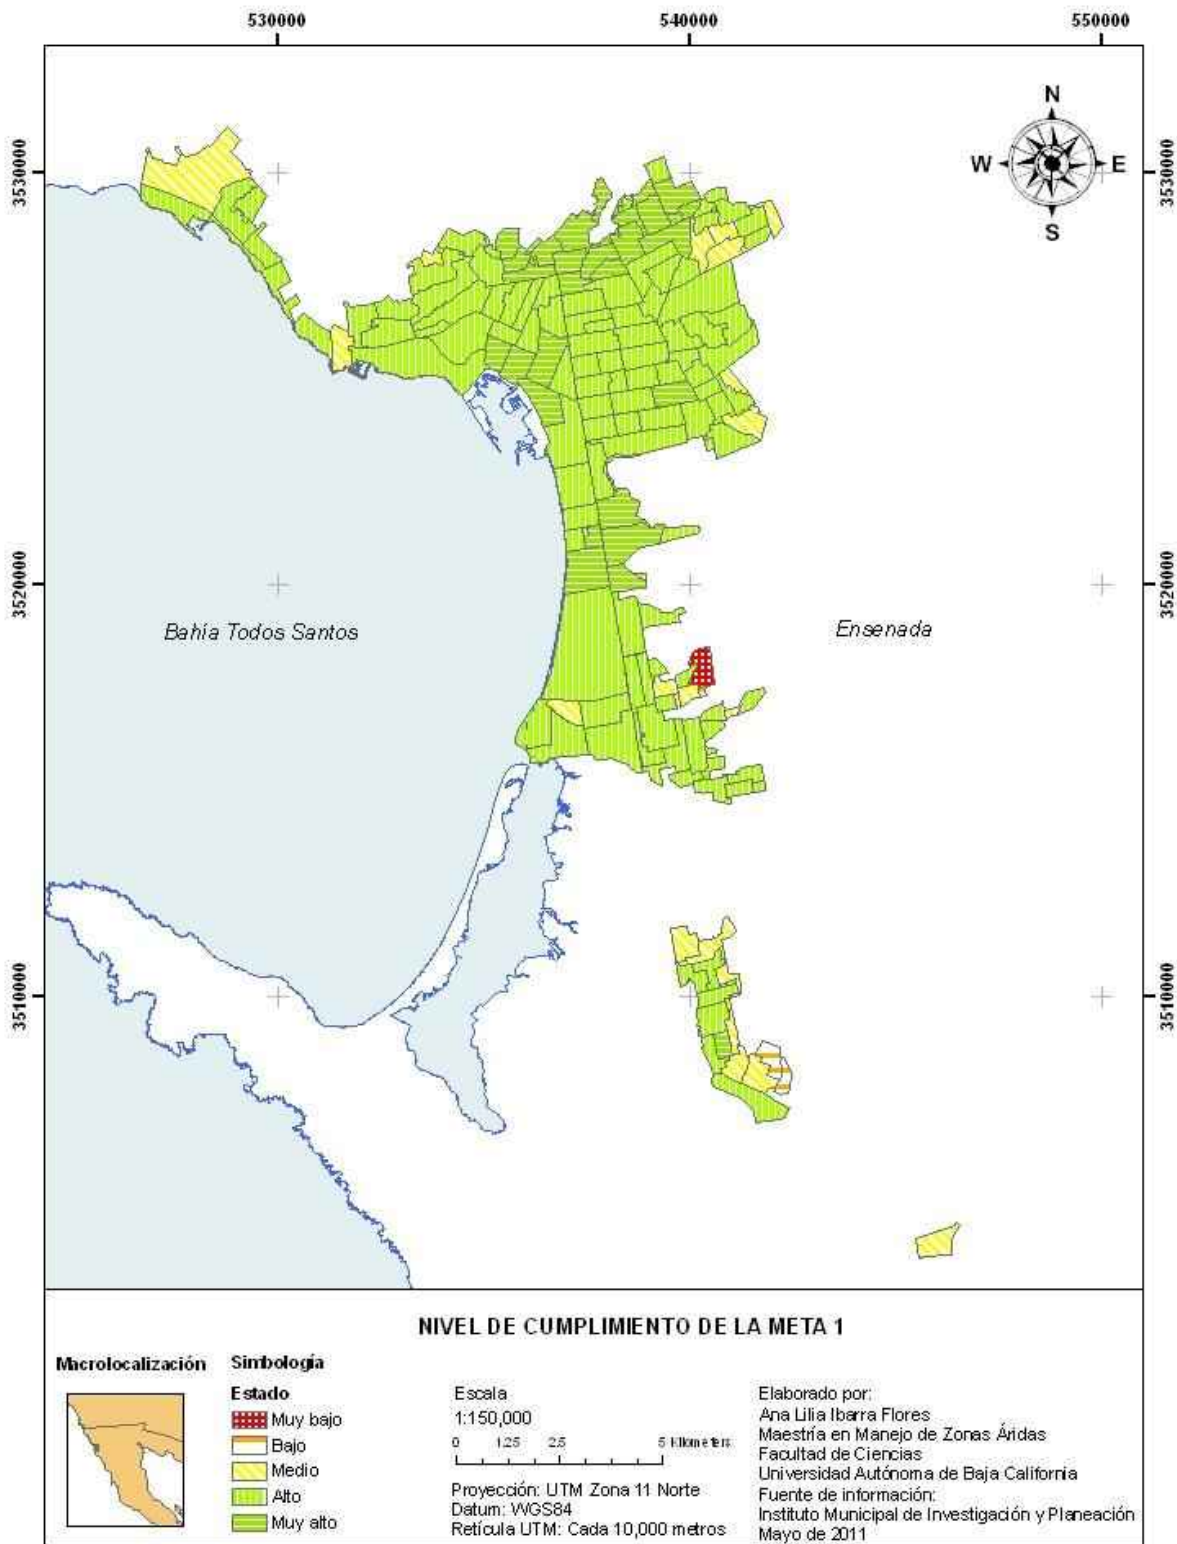 530000 540000 550000
N
W E
S
3530000 3530000
3520000 3520000
Bahía Todos Santos
Ensenada
3510000 3510000
NIVEL DE CUMPLIMIENTO DE LA META 1
Macrolocalización
Simbología
Estado
Muy bajo
Bajo
Medio
Alto
Muy alto
Escala
1:150,000
0 1.25 2.5 5 Kilometers
Proyección: UTM Zona 11 Norte
Datum: WGS84
Retícula UTM: Cada 10,000 metros
Elaborado por:
Ana Lilia Ibarra Flores
Maestría en Manejo de Zonas Áridas
Facultad de Ciencias
Universidad Autónoma de Baja California
Fuente de información:
Instituto Municipal de Investigación y Planeación
Mayo de 2011